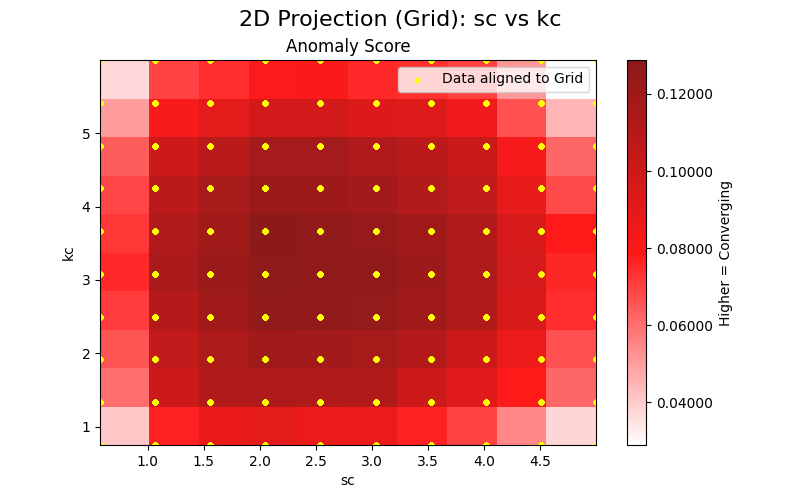 2D Projection (Grid): sc vs kc
Anomaly Score
Data aligned to Grid
kc
5
4
3
2
1
1.0 1.5 2.0 2.5 3.0 3.5 4.0 4.5
sc
0.12000
0.10000
0.08000
0.06000
0.04000
Higher = Converging